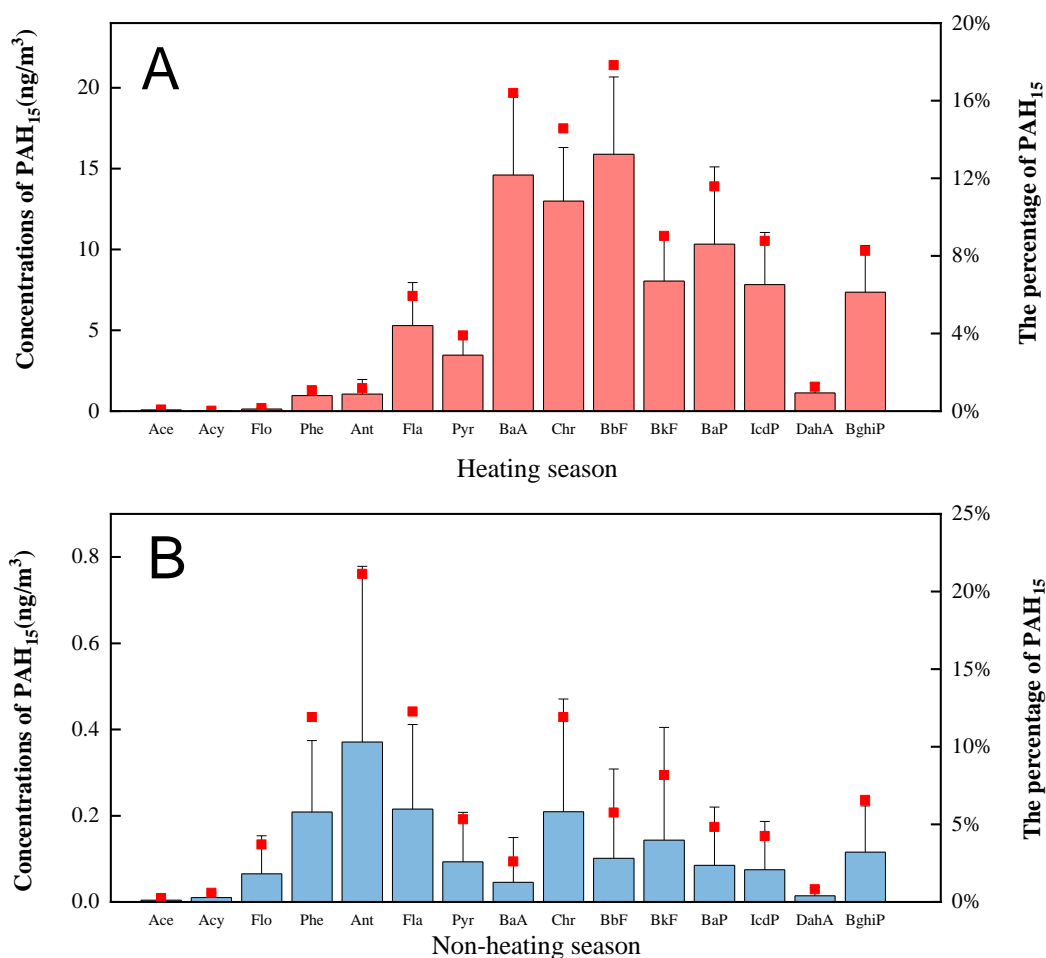 A
Concentrations of PAH15(ng/m3)
20
15
10
5
0
20%
16%
12%
8%
4%
0%
The percentage of PAH15
Ace Acy Flo Phe Ant Fla Pyr BaA Chr BbF BkF BaP IcdP DahA BghiP
Heating season
B
Concentrations of PAH15(ng/m3)
0.8
0.6
0.4
0.2
0.0
25%
20%
15%
10%
5%
0%
The percentage of PAH15
Ace Acy Flo Phe Ant Fla Pyr BaA Chr BbF BkF BaP IcdP DahA BghiP
Non-heating season